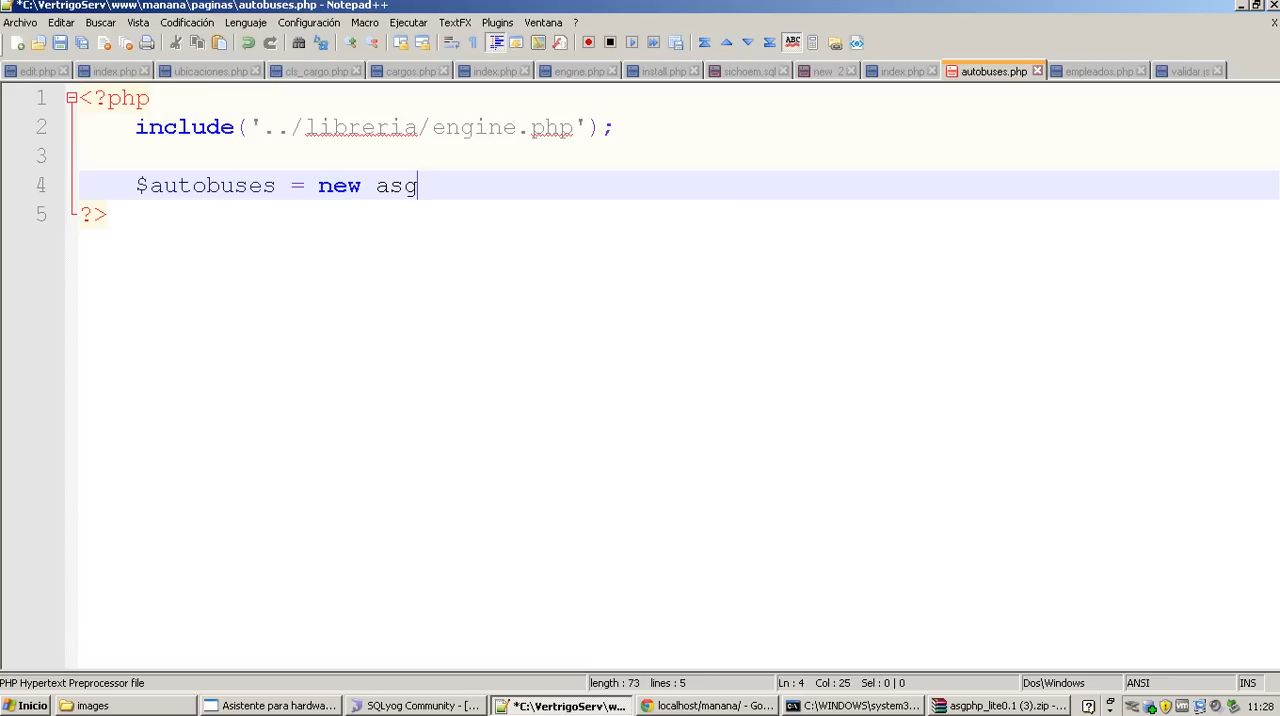 *C:\VertrigoServ\www\manana\paginas\autobuses.php - Notepad++
Archivo Editar Buscar Vista Codificación Lenguaje Configuración Macro Ejecutar TextFX Plugins Ventana ?
edit.php index.php ubicaciones.php cls_cargo.php cargos.php index.php engine.php install.php sichoem.sql new 2 index.php autobuses.php empleados.php validar.js
1 <?php
2 include('../libreria/engine.php');
3
4 $autobuses = new asg
5 ?>
PHP Hypertext Preprocessor file length : 73 lines : 5 Ln : 4 Col : 25 Sel : 0 | 0 Dos\Windows ANSI INS
Inicio images Asistente para hardwa... SQLyog Community - [... *C:\VertrigoServ\w... localhost/manana/ - Go... C:\WINDOWS\system3... asgphp_lite0.1 (3).zip - ... 11:28